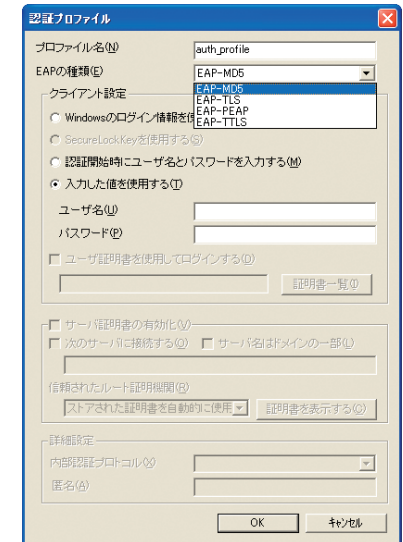 認証プロファイル
プロファイル名(N) auth_profile
EAPの種類(E) EAP-MD5
EAP-MD5
EAP-TLS
EAP-PEAP
EAP-TTLS
クライアント設定
Windowsのログイン情報を使
SecureLockKeyを使用する(S)
認証開始時にユーザ名とパスワードを入力する(M)
入力した値を使用する(T)
ユーザ名(U)
パスワード(P)
ユーザ証明書を使用してログインする(D)
証明書一覧(I)
サーバ証明書の有効化(V)
次のサーバに接続する(O) サーバ名はドメインの一部(L)
信頼されたルート証明機関(R)
ストアされた証明書を自動的に使用 証明書を表示する(C)
詳細設定
内部認証プロトコル(X)
匿名(A)
OK キャンセル